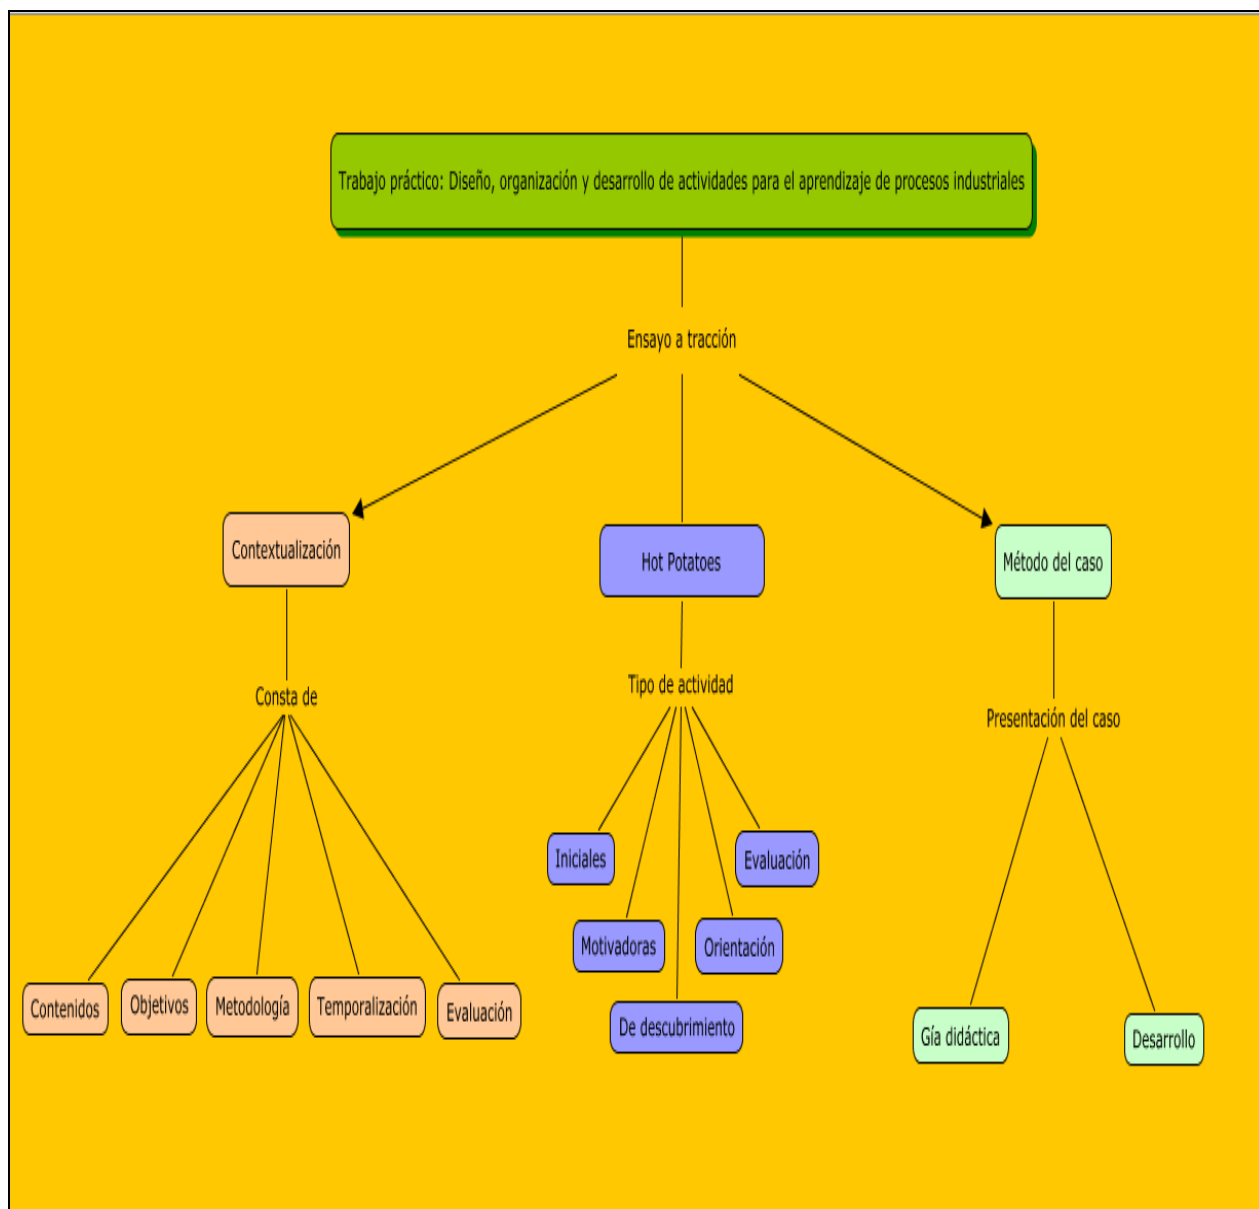 Trabajo práctico: Diseño, organización y desarrollo de actividades para el aprendizaje de procesos industriales
Ensayo a tracción
Contextualización
Hot Potatoes
Método del caso
Consta de
Tipo de actividad
Presentación del caso
Contenidos
Objetivos
Metodología
Temporalización
Evaluación
Iniciales
Motivadoras
De descubrimiento
Orientación
Evaluación
Gía didáctica
Desarrollo